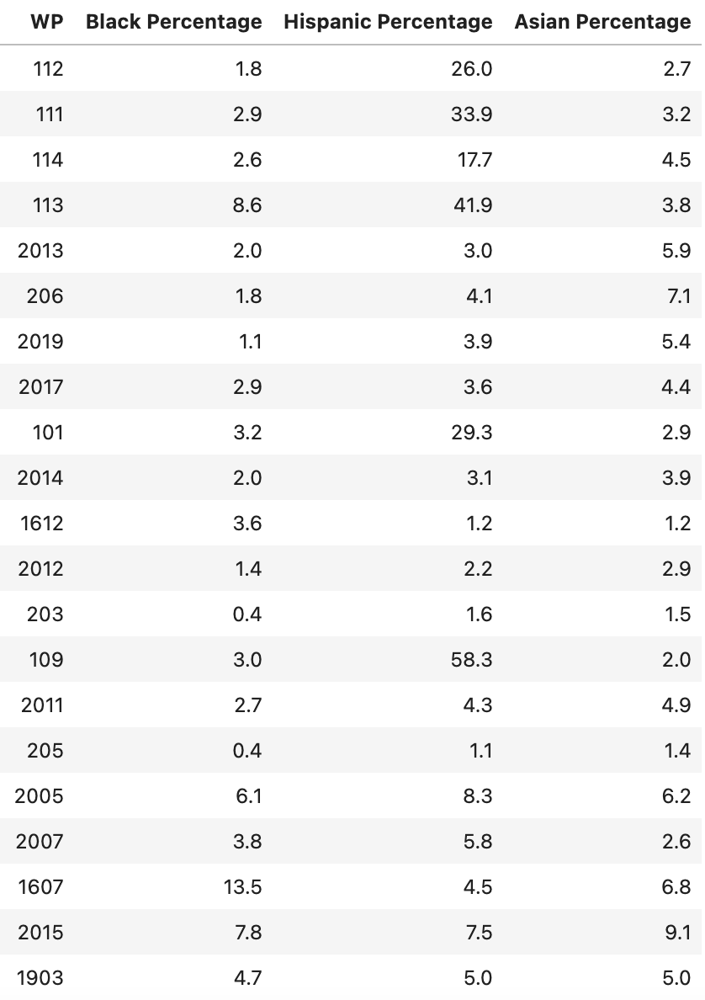 WP Black Percentage Hispanic Percentage Asian Percentage
112 1.8 26.0 2.7
111 2.9 33.9 3.2
114 2.6 17.7 4.5
113 8.6 41.9 3.8
2013 2.0 3.0 5.9
206 1.8 4.1 7.1
2019 1.1 3.9 5.4
2017 2.9 3.6 4.4
101 3.2 29.3 2.9
2014 2.0 3.1 3.9
1612 3.6 1.2 1.2
2012 1.4 2.2 2.9
203 0.4 1.6 1.5
109 3.0 58.3 2.0
2011 2.7 4.3 4.9
205 0.4 1.1 1.4
2005 6.1 8.3 6.2
2007 3.8 5.8 2.6
1607 13.5 4.5 6.8
2015 7.8 7.5 9.1
1903 4.7 5.0 5.0